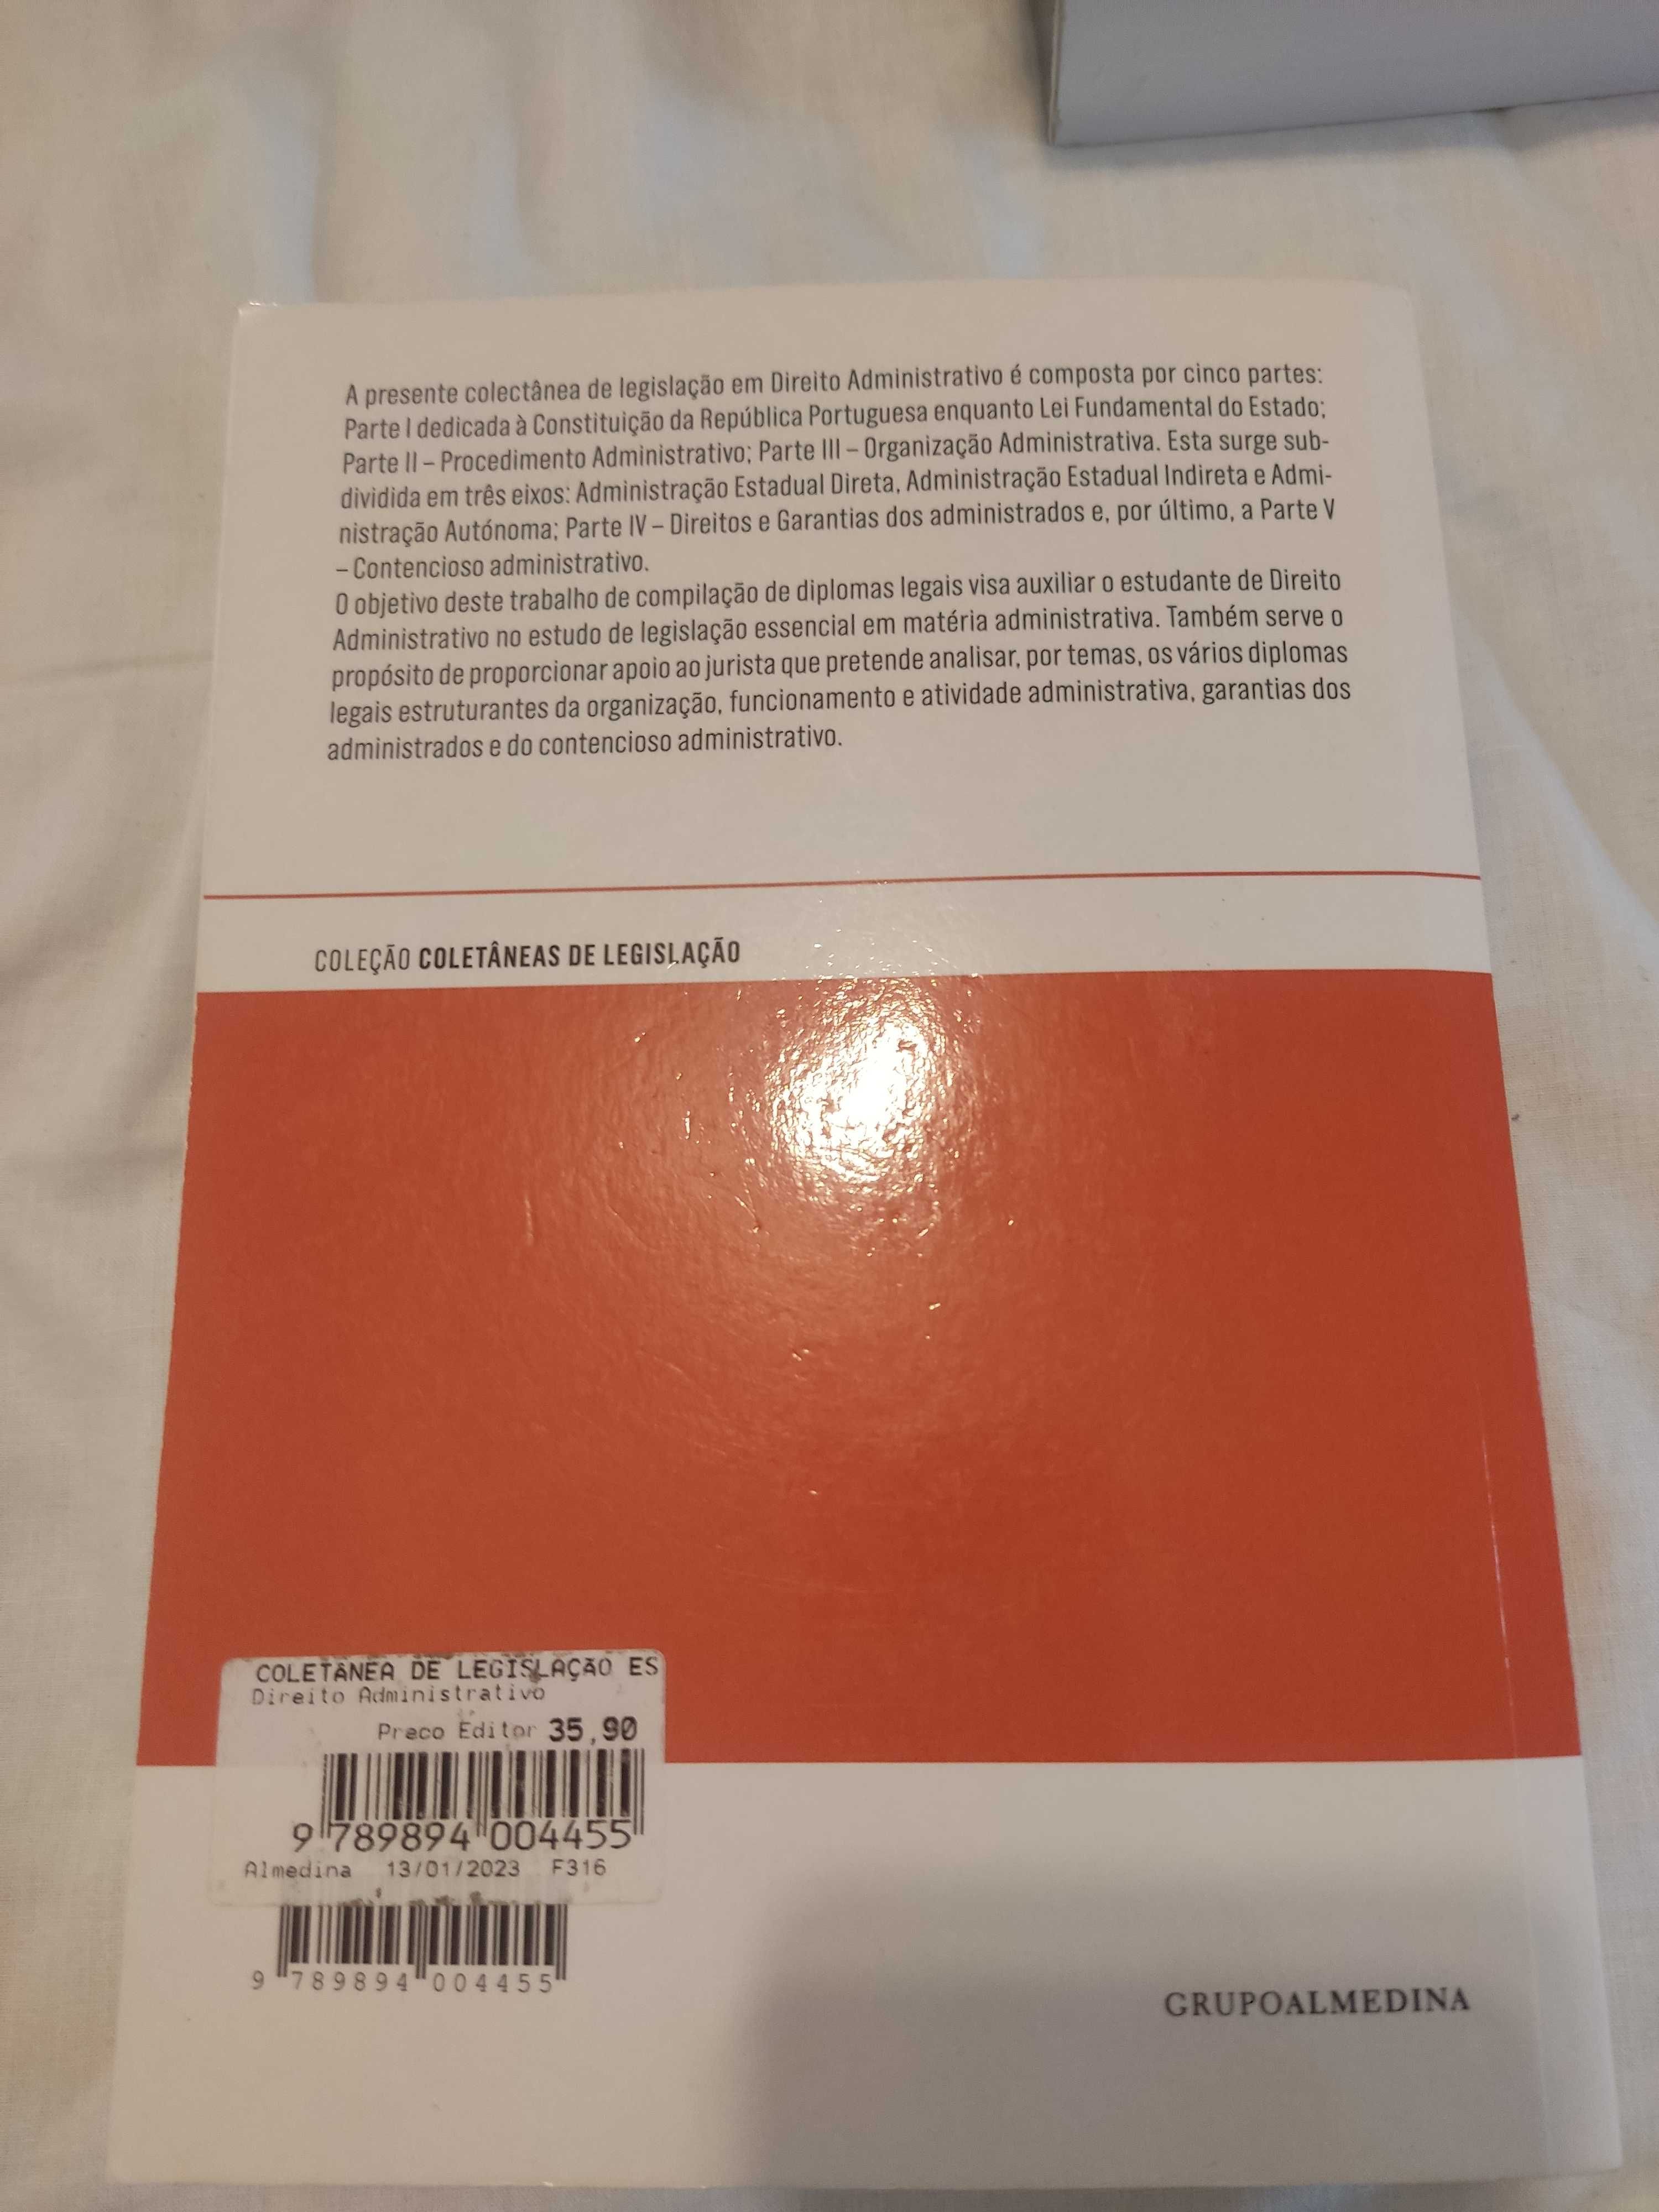 A presente colectânea de legislação em Direito Administrativo é composta por cinco partes:
Parte I dedicada à Constituição da República Portuguesa enquanto Lei Fundamental do Estado;
Parte II – Procedimento Administrativo; Parte III – Organização Administrativa. Esta surge sub-
dividida em três eixos: Administração Estadual Direta, Administração Estadual Indireta e Admi-
nistração Autónoma; Parte IV – Direitos e Garantias dos administrados e, por último, a Parte V
– Contencioso administrativo.
O objetivo deste trabalho de compilação de diplomas legais visa auxiliar o estudante de Direito
Administrativo no estudo de legislação essencial em matéria administrativa. Também serve o
propósito de proporcionar apoio ao jurista que pretende analisar, por temas, os vários diplomas
legais estruturantes da organização, funcionamento e atividade administrativa, garantias dos
administrados e do contencioso administrativo.
COLEÇÃO COLETÂNEAS DE LEGISLAÇÃO
COLETÂNEA DE LEGISLAÇÃO ES
Direito Administrativo
Preco Editor 35,90
9 789894 004455
Almedina 13/01/2023 F316
9 789894 004455
GRUPOALMEDINA